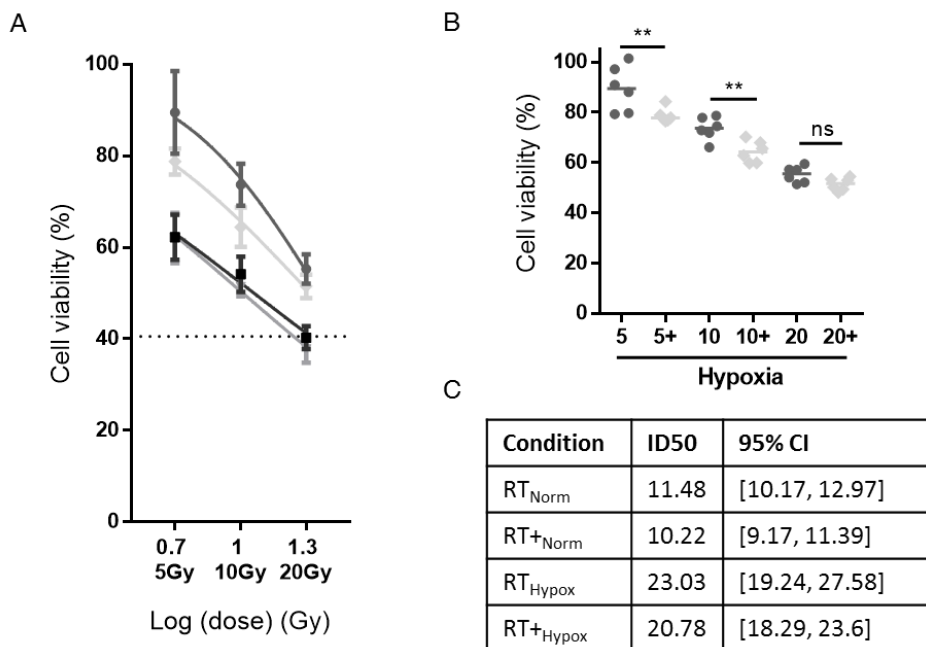 A
Cell viability (%)
100
80
60
40
20
0
0.7 1 1.3
5Gy 10Gy 20Gy
Log (dose) (Gy)
B
Cell viability (%)
100
80
60
40
20
0
** ** ns
5 5+ 10 10+ 20 20+
Hypoxia
C
Condition ID50 95% CI
RTNorm 11.48 [10.17, 12.97]
RT+Norm 10.22 [9.17, 11.39]
RTHypox 23.03 [19.24, 27.58]
RT+Hypox 20.78 [18.29, 23.6]